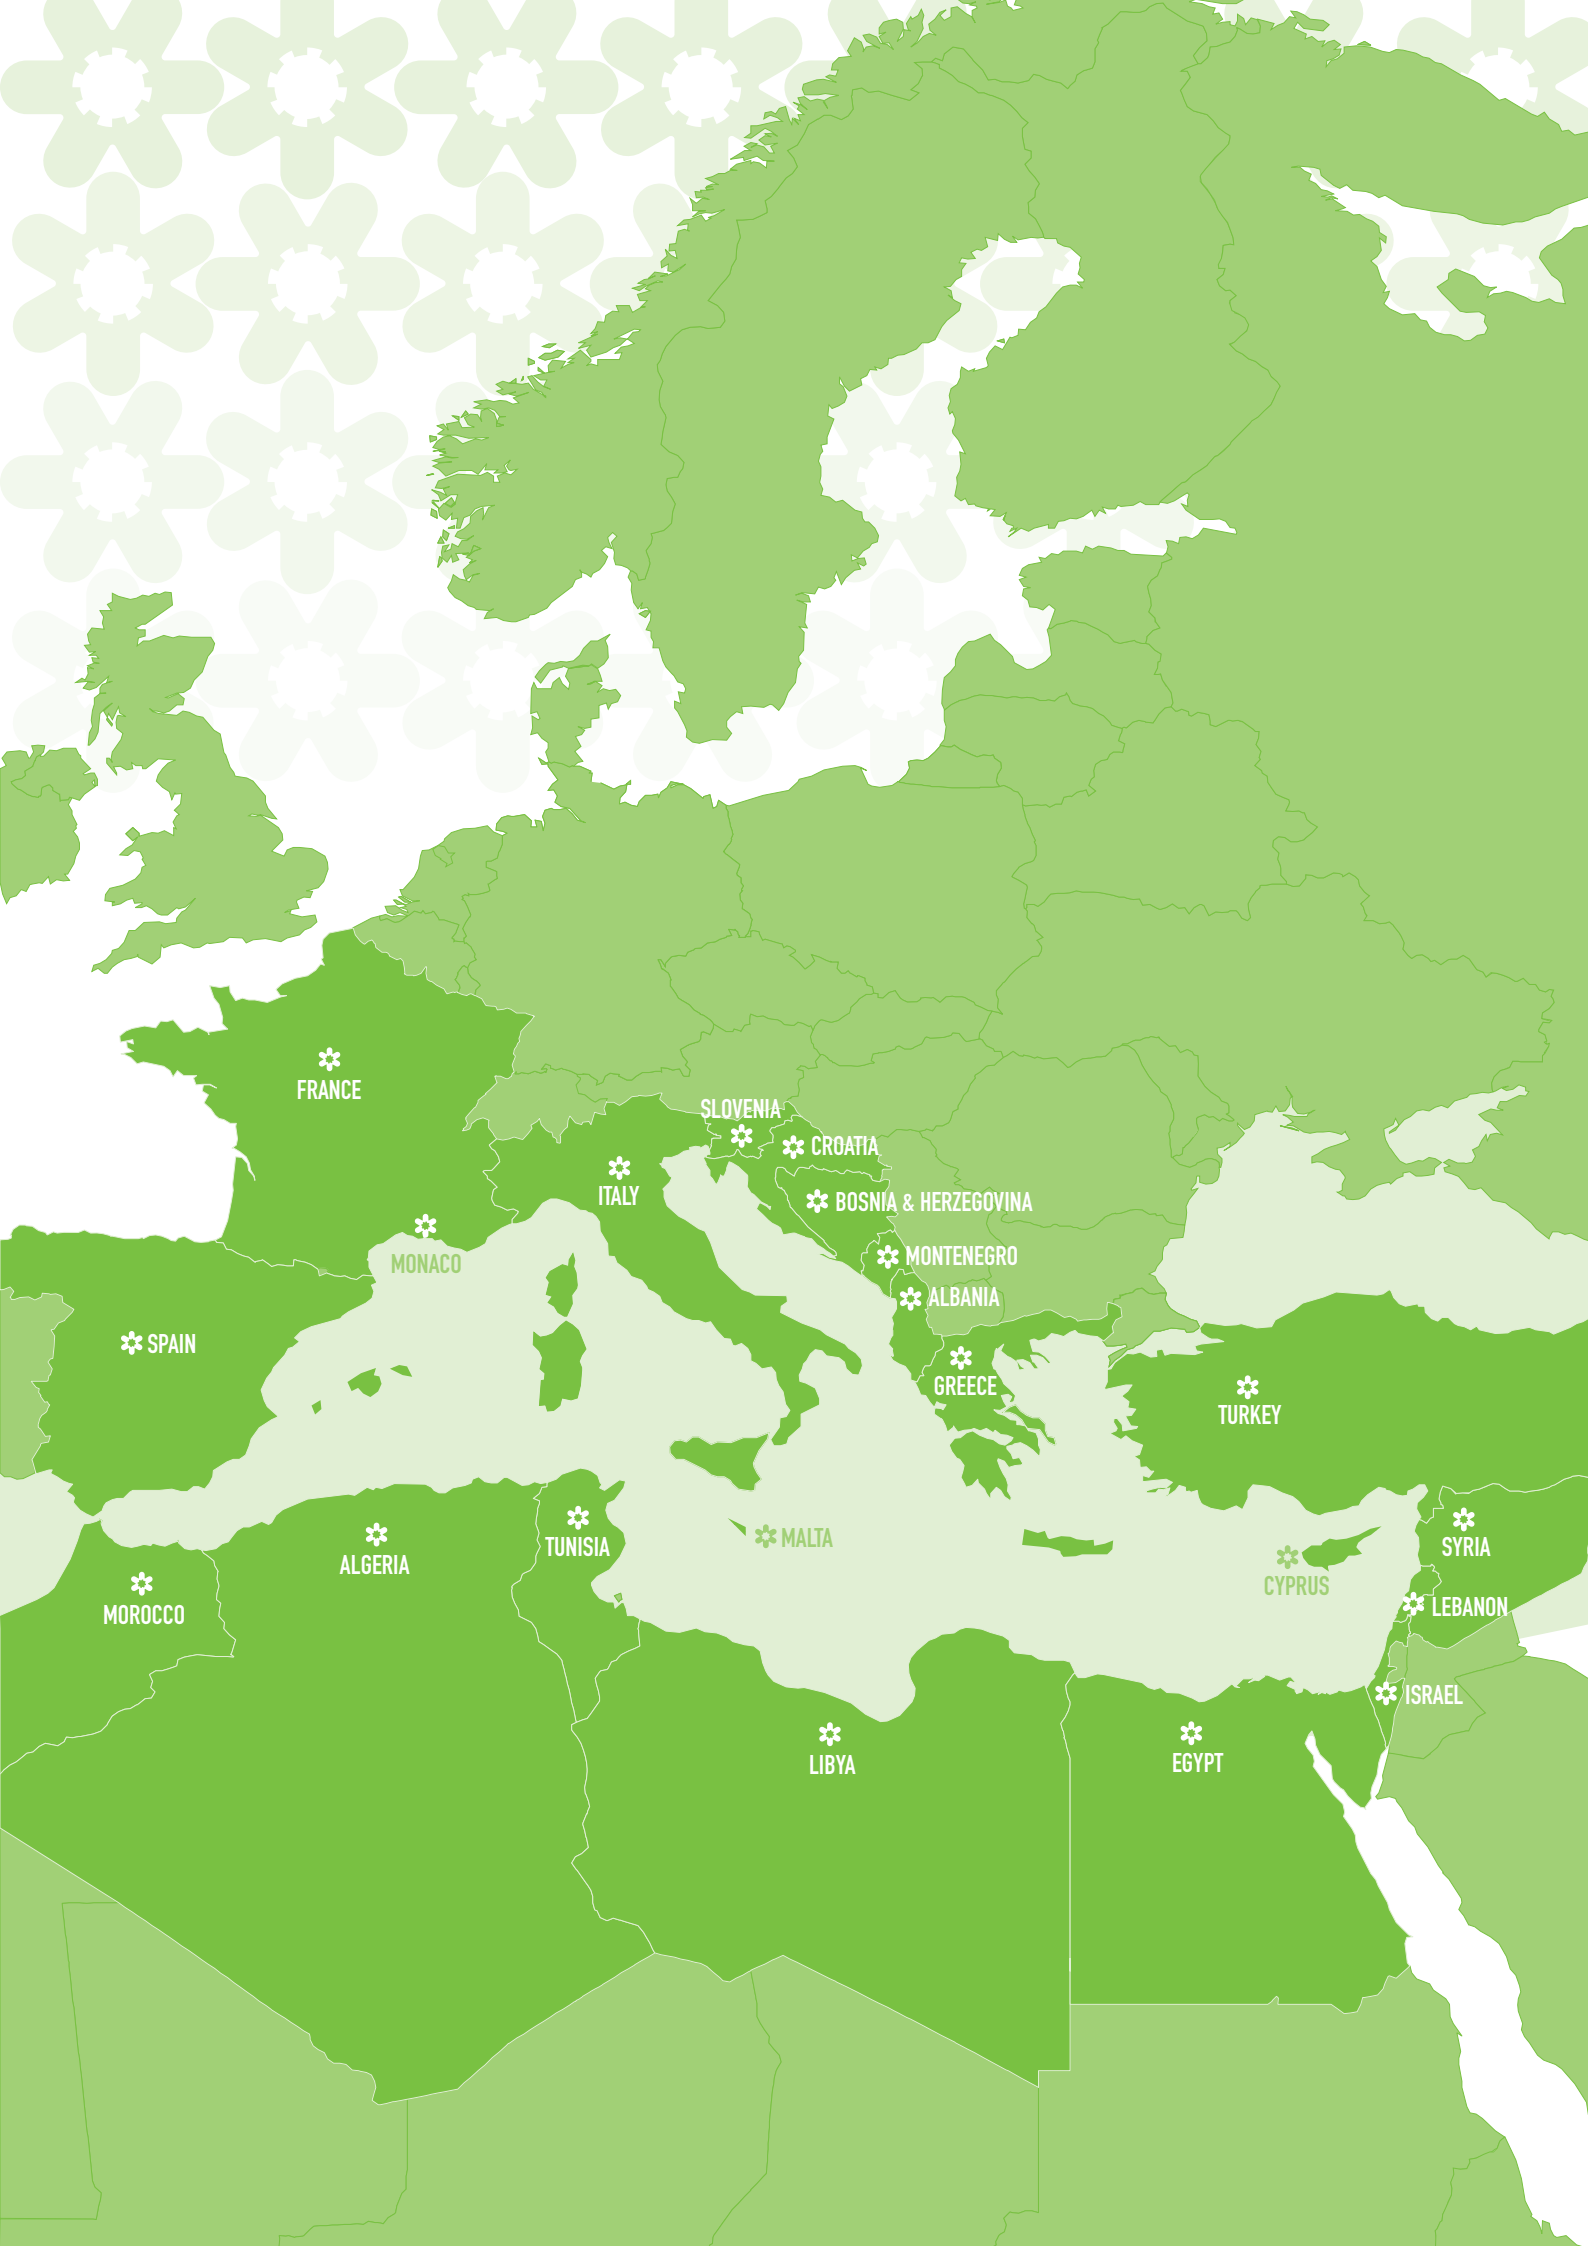 FRANCE
SLOVENIA
CROATIA
ITALY
BOSNIA & HERZEGOVINA
MONACO
MONTENEGRO
ALBANIA
SPAIN
GREECE
TURKEY
MALTA
TUNISIA
SYRIA
ALGERIA
CYPRUS
LEBANON
MOROCCO
ISRAEL
LIBYA
EGYPT